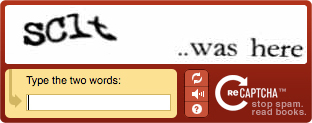 sclt ..was here
Type the two words:
ReCAPTCHA™
stop spam.
read books.